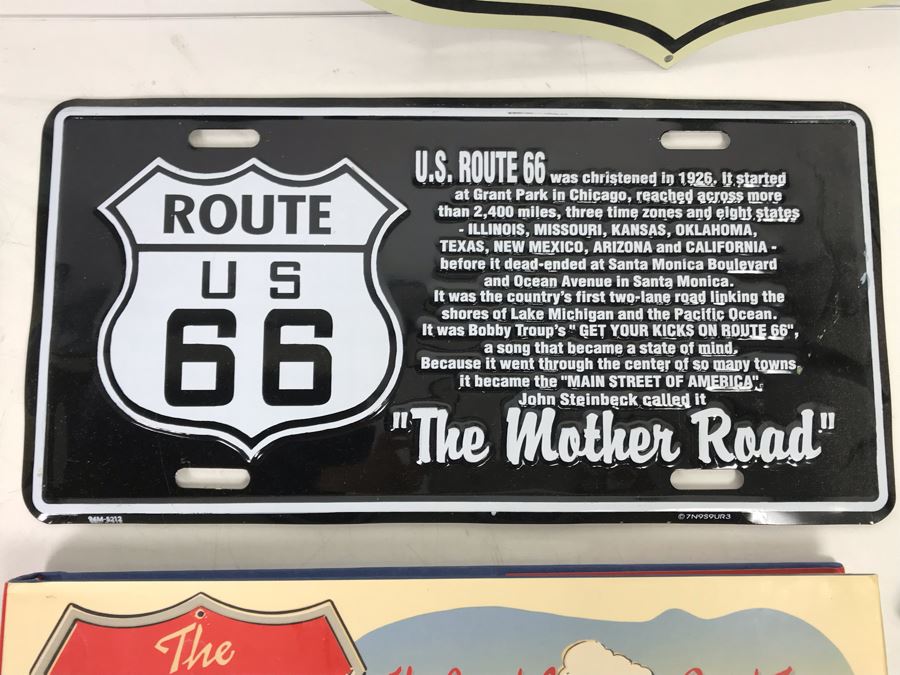 ROUTE
U S
66
U.S. ROUTE 66 was christened in 1926. It started
at Grant Park in Chicago, reached across more
than 2,400 miles, three time zones and eight states
- ILLINOIS, MISSOURI, KANSAS, OKLAHOMA,
TEXAS, NEW MEXICO, ARIZONA and CALIFORNIA -
before it dead-ended at Santa Monica Boulevard
and Ocean Avenue in Santa Monica.
It was the country's first two-lane road linking the
shores of Lake Michigan and the Pacific Ocean.
It was Bobby Troup's " GET YOUR KICKS ON ROUTE 66",
a song that became a state of mind.
Because it went through the center of so many towns
it became the "MAIN STREET OF AMERICA".
John Steinbeck called it
"The Mother Road"
©7N9S9UR3
The